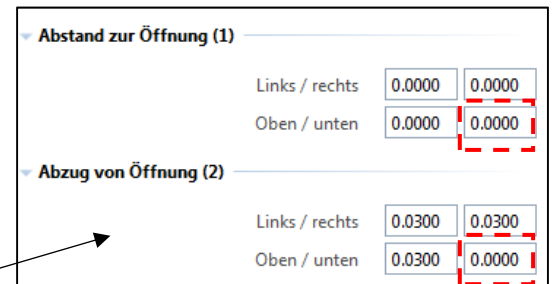 Abstand zur Öffnung (1)
Links / rechts 0.0000 0.0000
Oben / unten 0.0000 0.0000
Abzug von Öffnung (2)
Links / rechts 0.0300 0.0300
Oben / unten 0.0300 0.0000